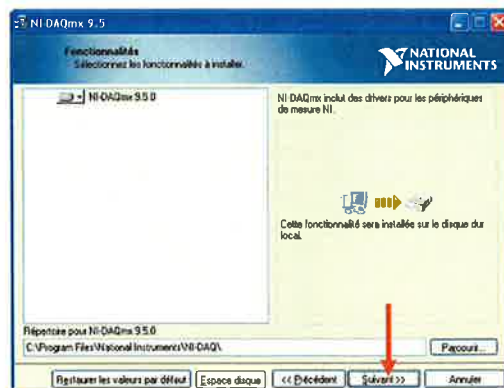 NI-DAQmx 9.5
Fonctionnalités
Sélectionnez les fonctionnalités à installer.
NATIONAL
INSTRUMENTS
NI-DAQmx 9.5.0
NI-DAQmx inclut des drivers pour les périphériques
de mesure NI.
Cette fonctionnalité sera installée sur le disque dur
local.
Répertoire pour NI-DAQmx 9.5.0
C:\Program Files\National Instruments\NI-DAQ\
Parcourir...
Restaurer les valeurs par défaut
Espace disque
<< Précédent
Suivant >>
Annuler